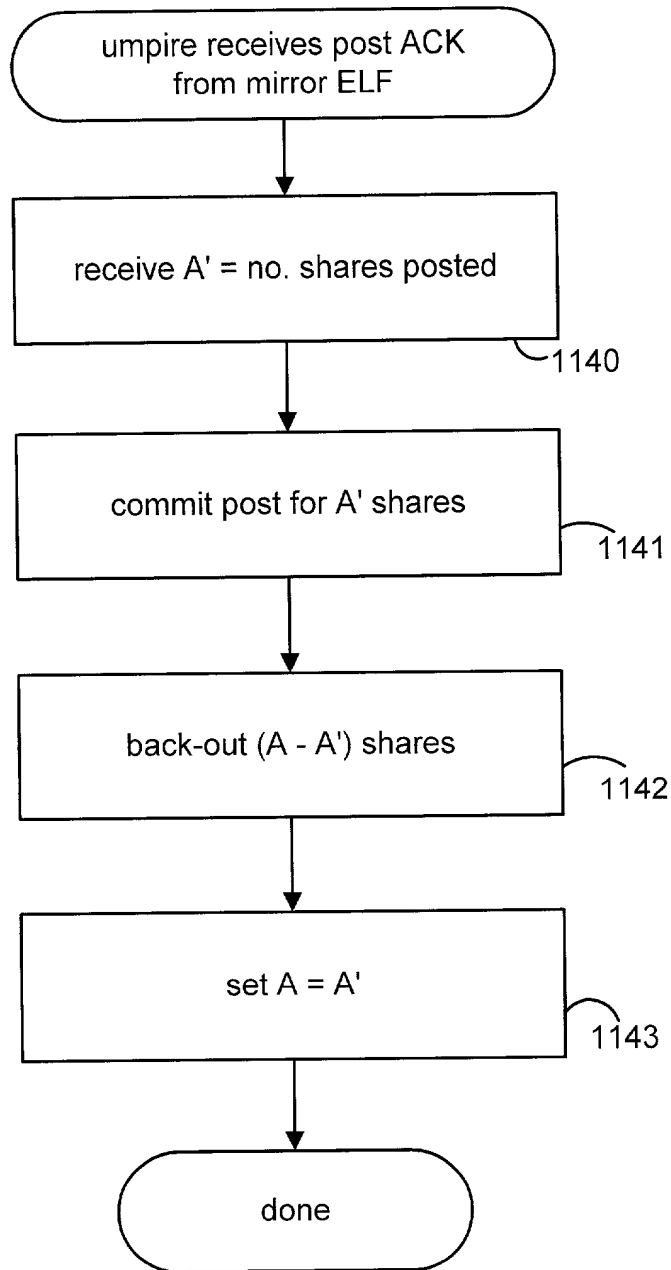 umpire receives post ACK
from mirror ELF
receive A' = no. shares posted
1140
commit post for A' shares
1141
back-out (A - A') shares
1142
set A = A'
1143
done